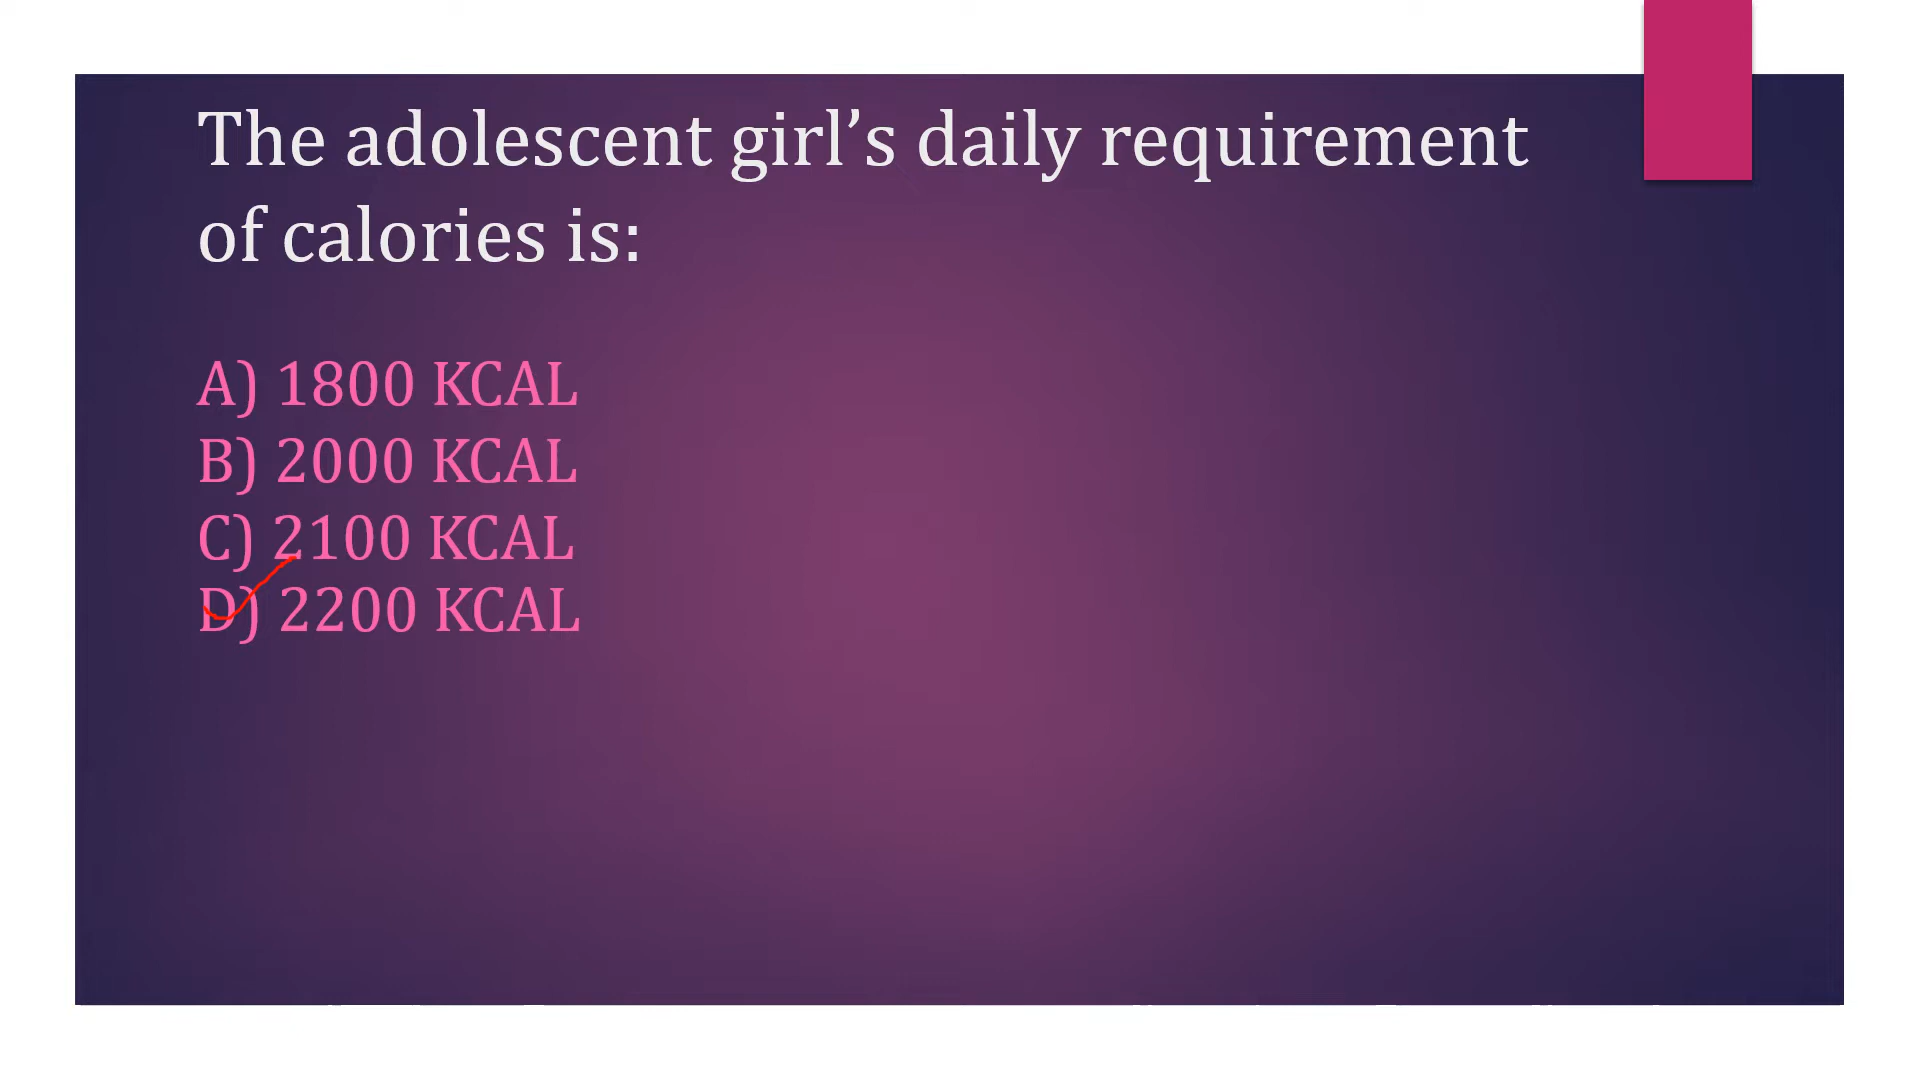 The adolescent girl’s daily requirement
of calories is:
A) 1800 KCAL
B) 2000 KCAL
C) 2100 KCAL
D) 2200 KCAL